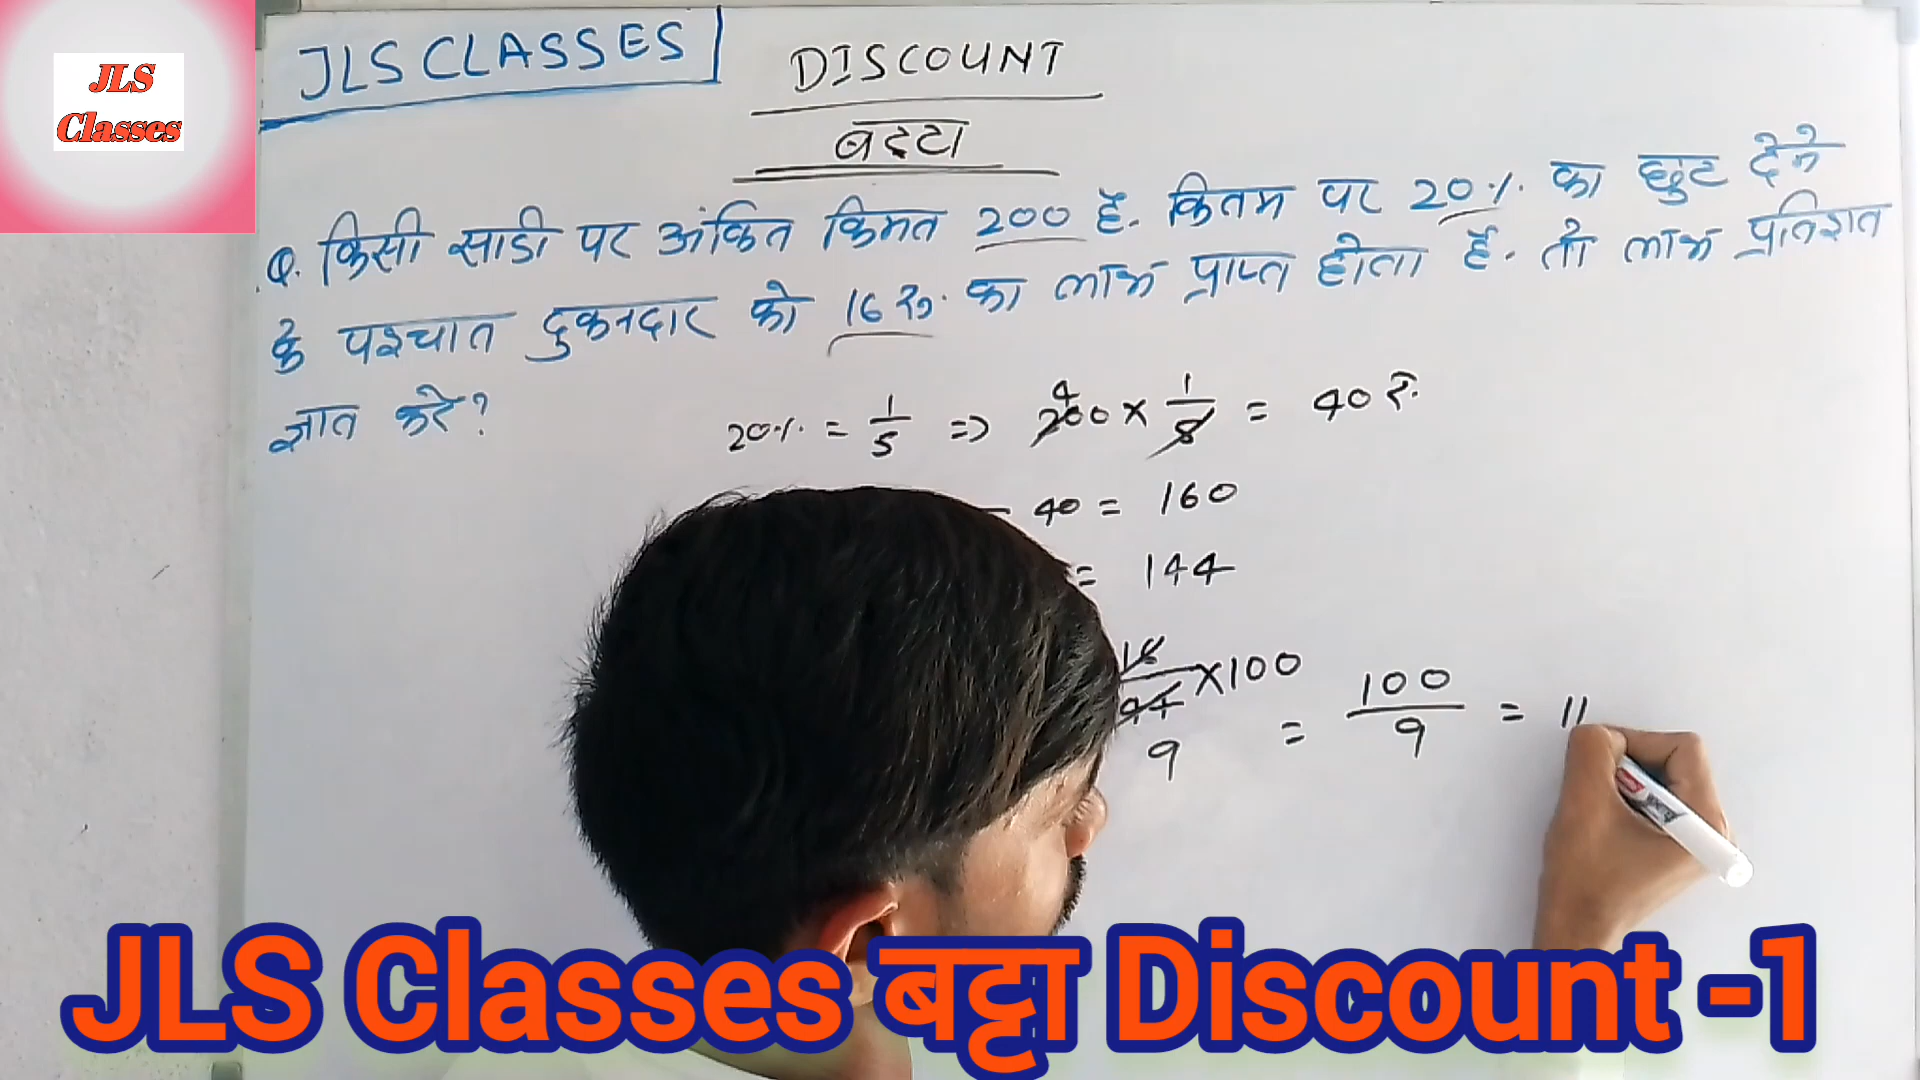 JLS
Classes
JLS CLASSES
DISCOUNT
बट्टा
Q. किसी साडी पर अंकित किमत 200 है. कितम पर 20%. का छुट देने
के पश्चात दुकानदार को 16 रु. का लाभ प्राप्त होता है. तो लाभ प्रतिशत
ज्ञात करे?
20% = 1/5 => 200 × 1/5 = 40 रु.
4
- 40 = 160
= 144
16
× 100 = 100/9 = 11
9
JLS Classes बट्टा Discount -1